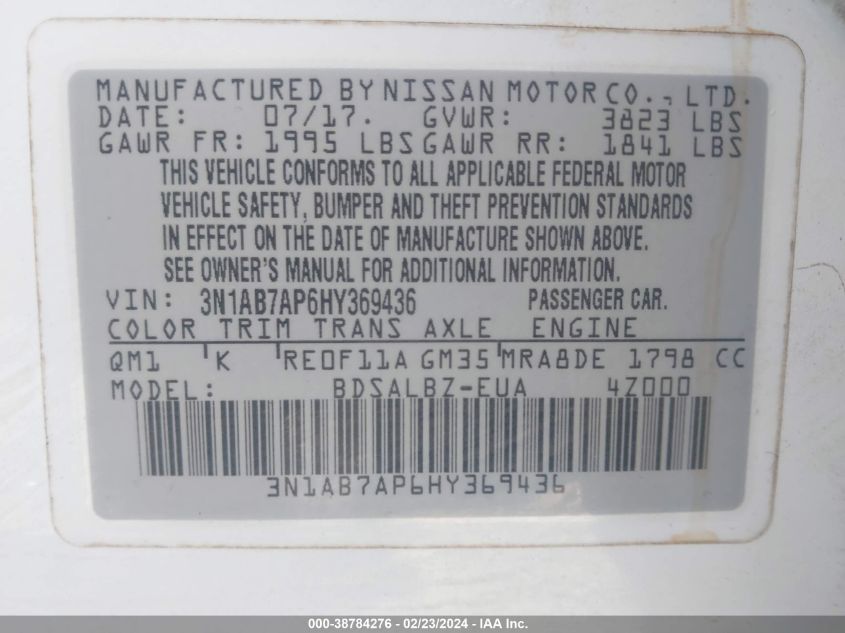 MANUFACTURED BY NISSAN MOTOR CO., LTD.
DATE: 07/17. GVWR: 3823 LBS
GAWR FR: 1995 LBS GAWR RR: 1841 LBS
THIS VEHICLE CONFORMS TO ALL APPLICABLE FEDERAL MOTOR
VEHICLE SAFETY, BUMPER AND THEFT PREVENTION STANDARDS
IN EFFECT ON THE DATE OF MANUFACTURE SHOWN ABOVE.
SEE OWNER'S MANUAL FOR ADDITIONAL INFORMATION.
VIN: 3N1AB7AP6HY369436 PASSENGER CAR.
COLOR TRIM TRANS AXLE ENGINE
QM1 K RE0F11A GM35 MRA8DE 1798 CC
MODEL: BDSALBZ-EUA 4Z000
3N1AB7AP6HY369436
000-38784276 - 02/23/2024 - IAA Inc.